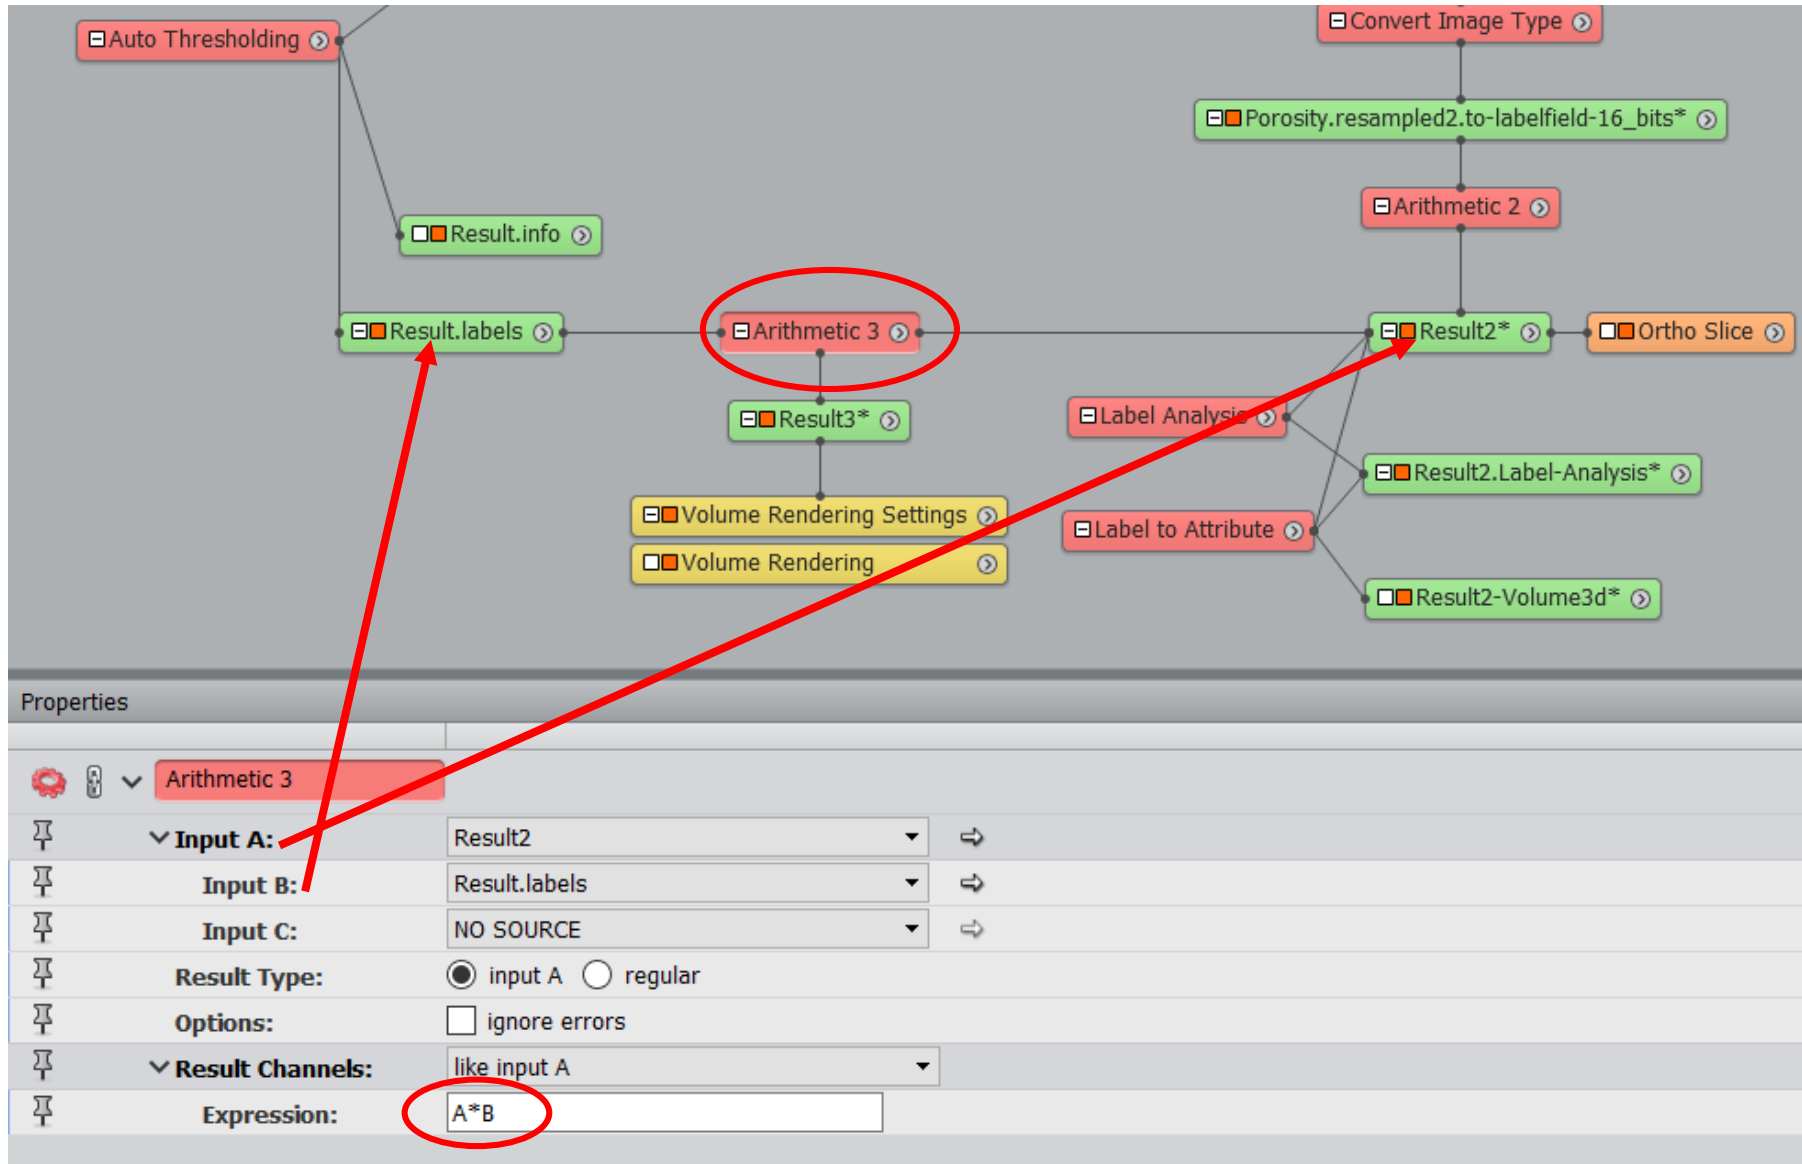 Auto Thresholding
Convert Image Type
Porosity.resampled2.to-labelfield-16_bits*
Arithmetic 2
Result.info
Result.labels
Arithmetic 3
Result2*
Ortho Slice
Result3*
Label Analysis
Result2.Label-Analysis*
Volume Rendering Settings
Label to Attribute
Volume Rendering
Result2-Volume3d*
Properties
Arithmetic 3
Input A: Result2
Input B: Result.labels
Input C: NO SOURCE
Result Type: input A regular
Options: ignore errors
Result Channels: like input A
Expression: A*B